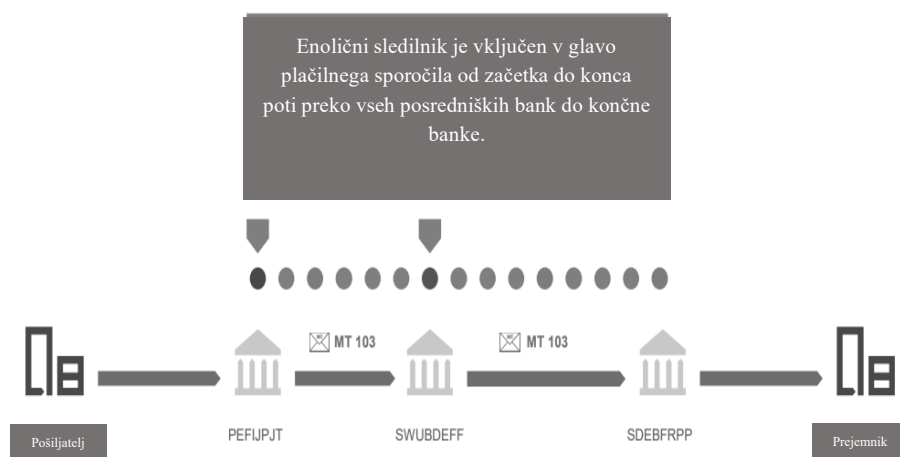 Enolični sledilnik je vključen v glavo
plačilnega sporočila od začetka do konca
poti preko vseh posredniških bank do končne
banke.
MT 103
MT 103
PEFIJPJT
SWUBDEFF
SDEBFRPP
Pošiljatelj
Prejemnik